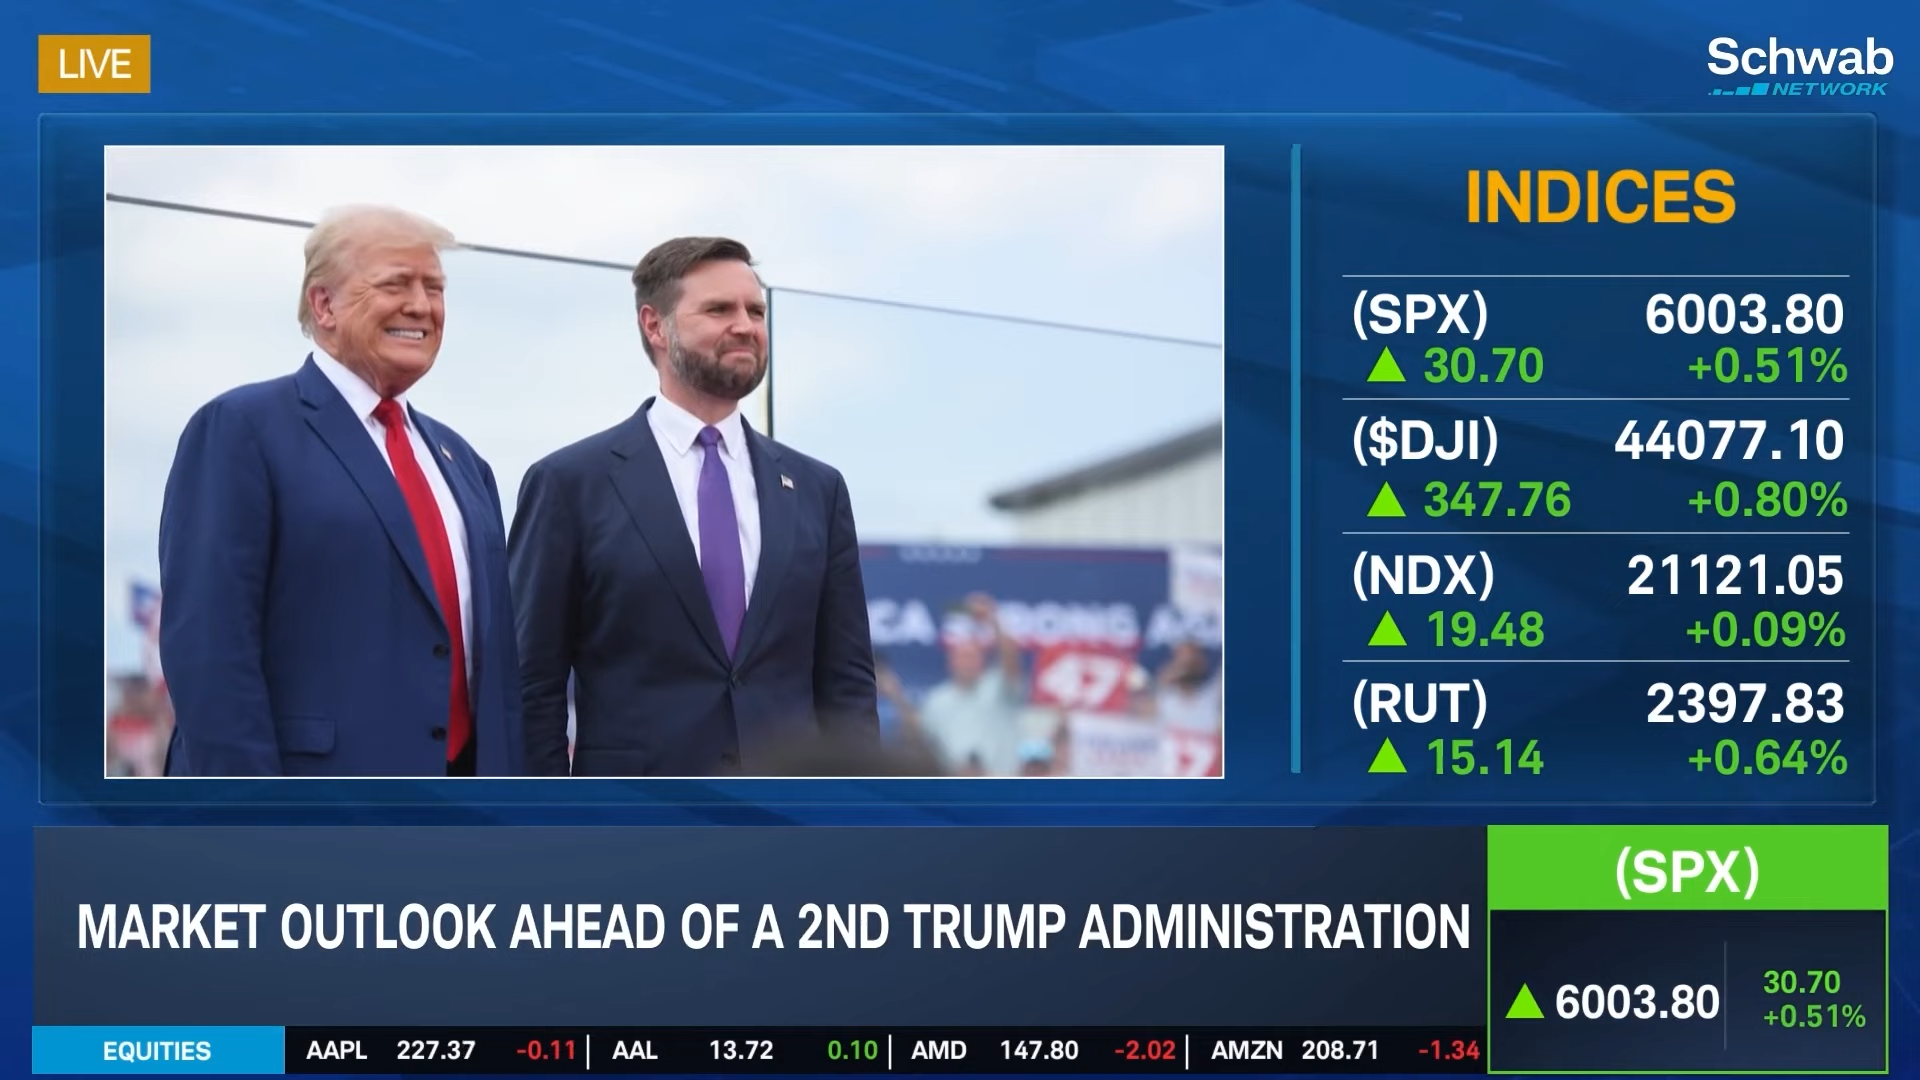 LIVE
Schwab
NETWORK
INDICES
(SPX) 6003.80
▲ 30.70 +0.51%
($DJI) 44077.10
▲ 347.76 +0.80%
(NDX) 21121.05
▲ 19.48 +0.09%
(RUT) 2397.83
▲ 15.14 +0.64%
47
MARKET OUTLOOK AHEAD OF A 2ND TRUMP ADMINISTRATION
(SPX)
▲ 6003.80
30.70
+0.51%
EQUITIES AAPL 227.37 -0.11 | AAL 13.72 0.10 | AMD 147.80 -2.02 | AMZN 208.71 -1.34